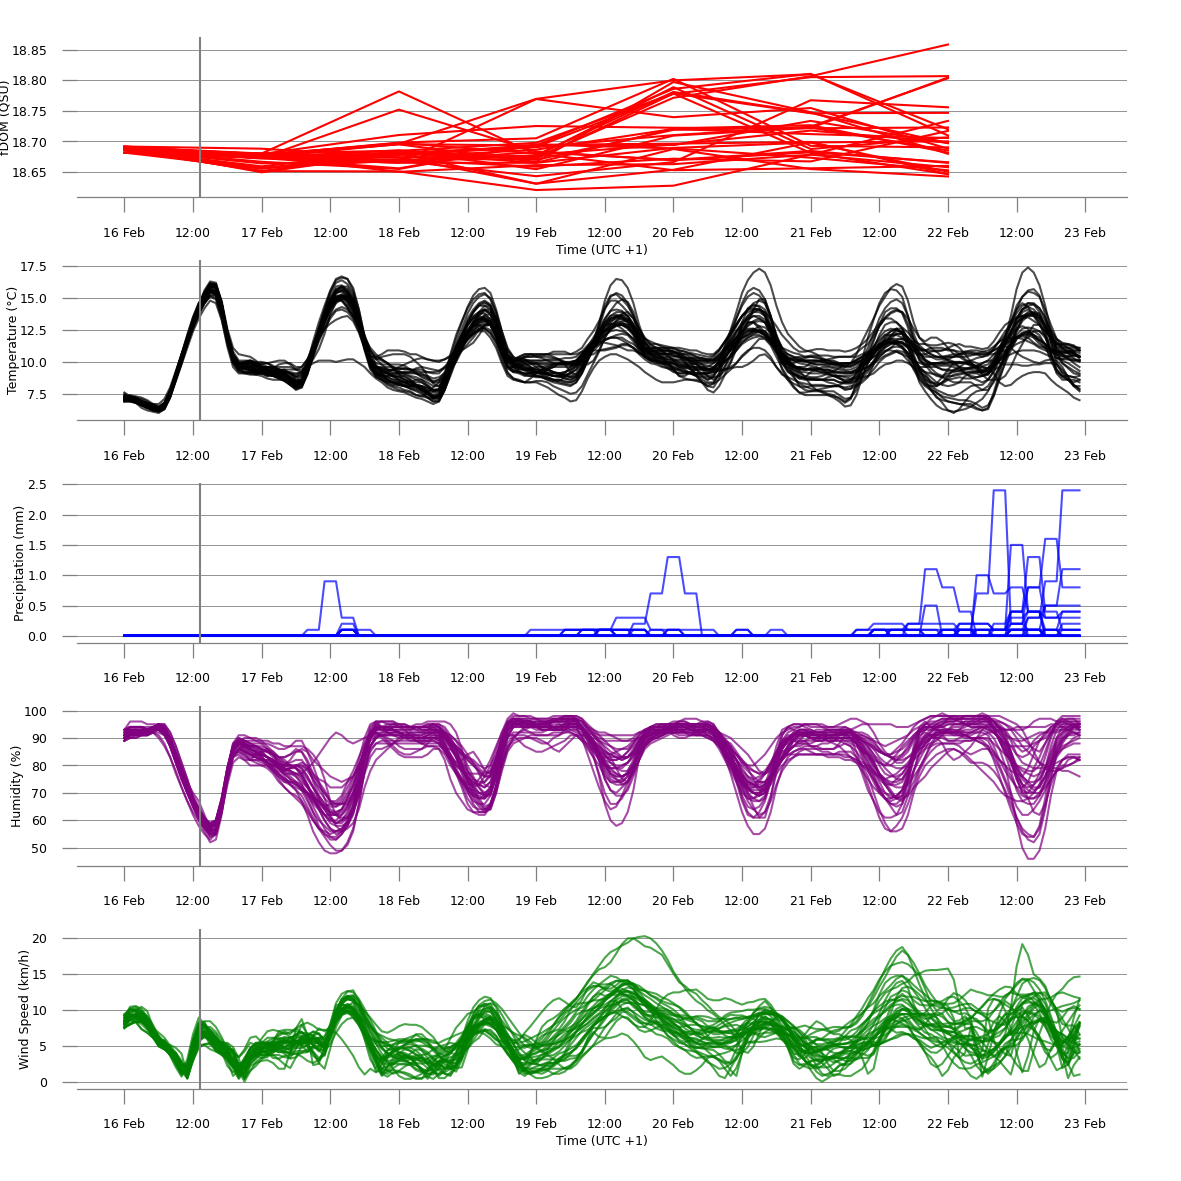 18.85
18.80
18.75
18.70
18.65
fDOM (QSU)
16 Feb 12:00 17 Feb 12:00 18 Feb 12:00 19 Feb 12:00 20 Feb 12:00 21 Feb 12:00 22 Feb 12:00 23 Feb
Time (UTC +1)
17.5
15.0
12.5
10.0
7.5
Temperature (°C)
16 Feb 12:00 17 Feb 12:00 18 Feb 12:00 19 Feb 12:00 20 Feb 12:00 21 Feb 12:00 22 Feb 12:00 23 Feb
2.5
2.0
1.5
1.0
0.5
0.0
Precipitation (mm)
16 Feb 12:00 17 Feb 12:00 18 Feb 12:00 19 Feb 12:00 20 Feb 12:00 21 Feb 12:00 22 Feb 12:00 23 Feb
100
90
80
70
60
50
Humidity (%)
16 Feb 12:00 17 Feb 12:00 18 Feb 12:00 19 Feb 12:00 20 Feb 12:00 21 Feb 12:00 22 Feb 12:00 23 Feb
20
15
10
5
0
Wind Speed (km/h)
16 Feb 12:00 17 Feb 12:00 18 Feb 12:00 19 Feb 12:00 20 Feb 12:00 21 Feb 12:00 22 Feb 12:00 23 Feb
Time (UTC +1)